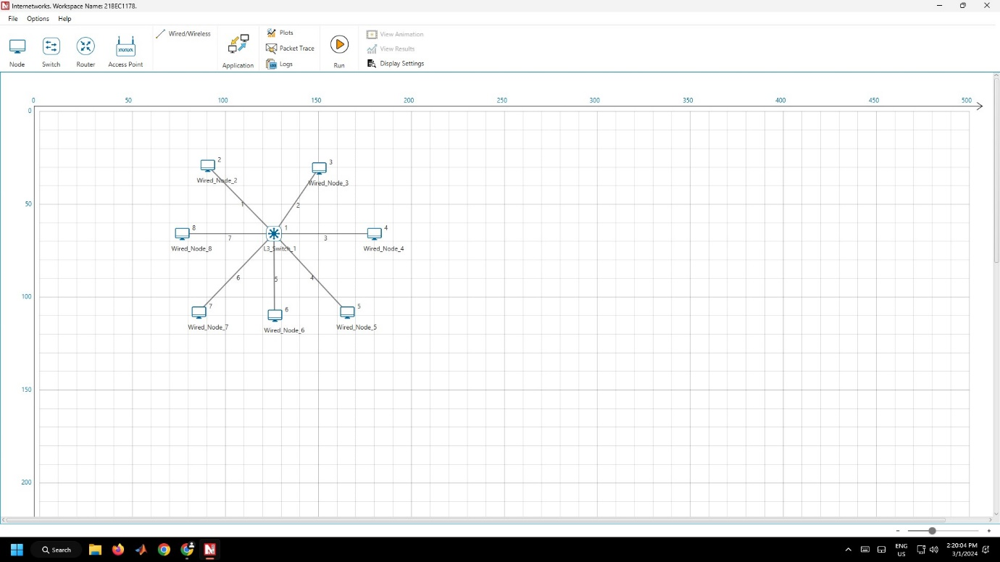 Internetworks. Workspace Name: 21BEC1178.
File Options Help
Node
Switch
Router
Access Point
Wired/Wireless
Application
Plots
Packet Trace
Logs
Run
View Animation
View Results
Display Settings
0 50 100 150 200 250 300 350 400 450 500
0
2
Wired_Node_2
3
Wired_Node_3
50
1
2
8
Wired_Node_8
7
1
L3_Switch_1
3
4
Wired_Node_4
6
5
4
100
7
Wired_Node_7
6
Wired_Node_6
5
Wired_Node_5
150
200
Search
ENG
US
2:20:04 PM
3/1/2024